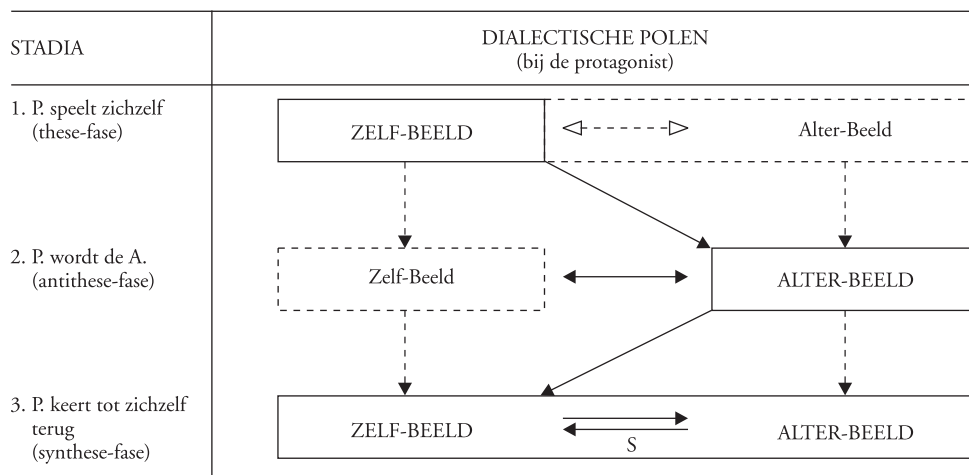 STADIA
DIALECTISCHE POLEN
(bij de protagonist)
1. P. speelt zichzelf
(these-fase)
ZELF-BEELD
Alter-Beeld
2. P. wordt de A.
(antithese-fase)
Zelf-Beeld
ALTER-BEELD
3. P. keert tot zichzelf
terug
(synthese-fase)
ZELF-BEELD
S
ALTER-BEELD